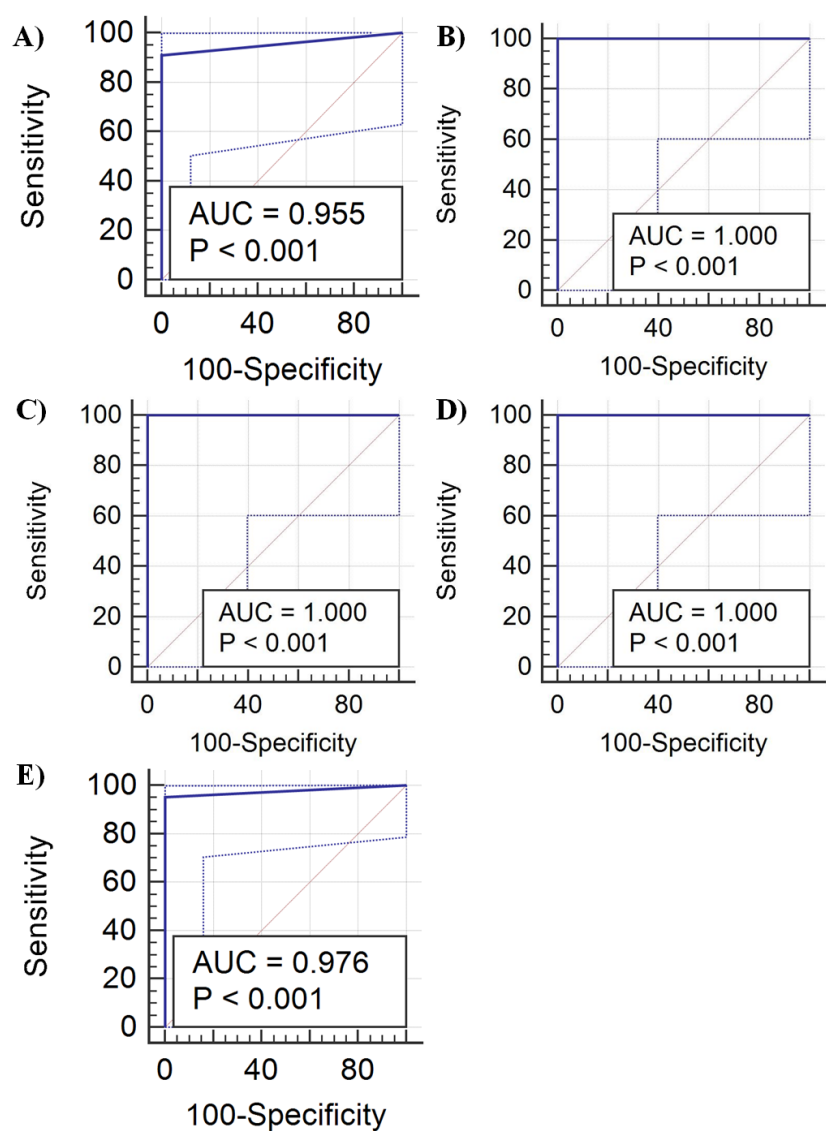 A)
100
80
60
40
20
0
Sensitivity
AUC = 0.955
P < 0.001
0 80
100-Specificity
B)
100
80
60
40
20
0
Sensitivity
AUC = 1.000
P < 0.001
0 40 80
100-Specificity
C)
100
80
60
40
20
0
Sensitivity
AUC = 1.000
P < 0.001
0 40 80
100-Specificity
D)
100
80
60
40
20
0
Sensitivity
AUC = 1.000
P < 0.001
0 40 80
100-Specificity
E)
100
80
60
40
20
0
Sensitivity
AUC = 0.976
P < 0.001
0 40 80
100-Specificity